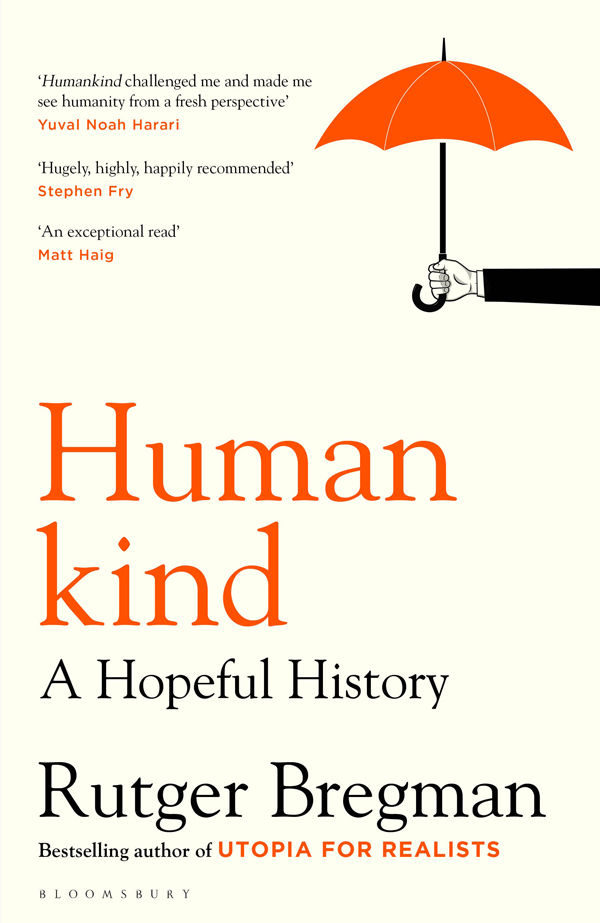 ‘Humankind challenged me and made me
see humanity from a fresh perspective’
Yuval Noah Harari
‘Hugely, highly, happily recommended’
Stephen Fry
‘An exceptional read’
Matt Haig
Human
kind
A Hopeful History
Rutger Bregman
Bestselling author of UTOPIA FOR REALISTS
BLOOMSBURY